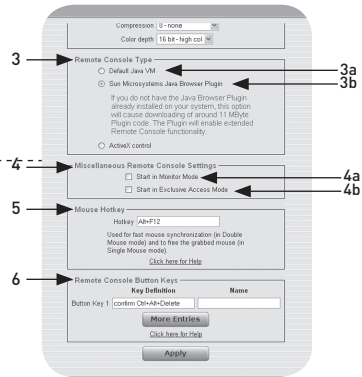 Compression 0 - none
Color depth 16 bit - high col
3 Remote Console Type
Default Java VM 3a
Sun Microsystems Java Browser Plugin 3b
If you do not have the Java Browser Plugin
already installed on your system, this option
will cause downloading of around 11 MByte
Plugin code. The Plugin will enable extended
Remote Console functionality.
ActiveX control
4 Miscellaneous Remote Console Settings
Start in Monitor Mode 4a
Start in Exclusive Access Mode 4b
5 Mouse Hotkey
Hotkey Alt+F12
Used for fast mouse synchronization (in Double
Mouse mode) and to free the grabbed mouse (in
Single Mouse mode).
Click here for Help
6 Remote Console Button Keys
Key Definition Name
Button Key 1 confirm Ctrl+Alt+Delete
More Entries
Click here for Help
Apply